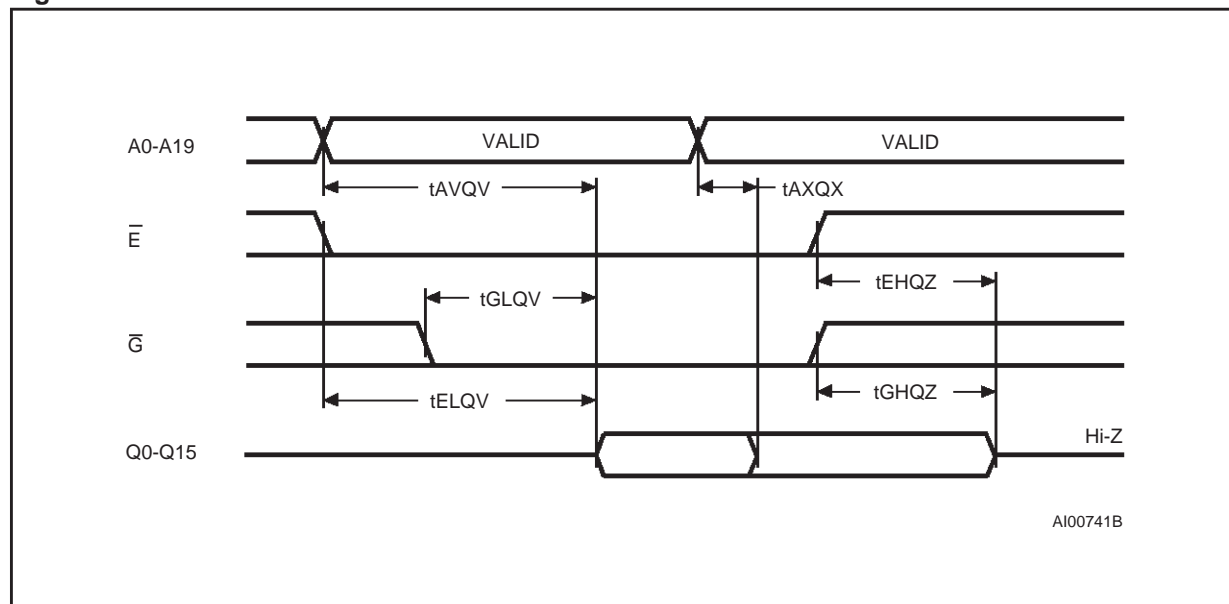 A0-A19
VALID
VALID
tAVQV
tAXQX
E̅
tEHQZ
tGLQV
G̅
tELQV
tGHQZ
Q0-Q15
Hi-Z
AI00741B